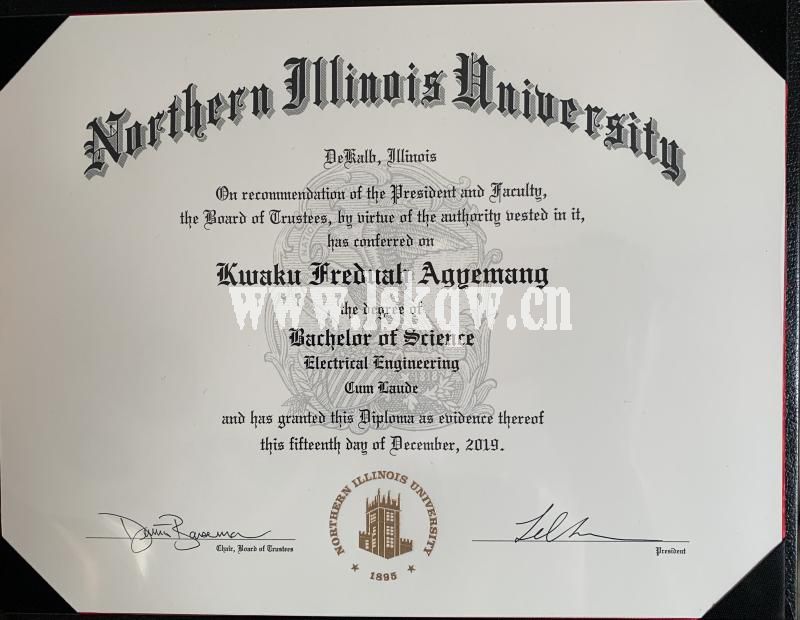 Northern Illinois University
DeKalb, Illinois
On recommendation of the President and Faculty,
the Board of Trustees, by virtue of the authority vested in it,
has conferred on
Kwaku Freduah Agyemang
www.lskqw.cn
the degree of
Bachelor of Science
Electrical Engineering
Cum Laude
and has granted this Diploma as evidence thereof
this fifteenth day of December, 2019.
NORTHERN ILLINOIS UNIVERSITY
1895
Chair, Board of Trustees
President